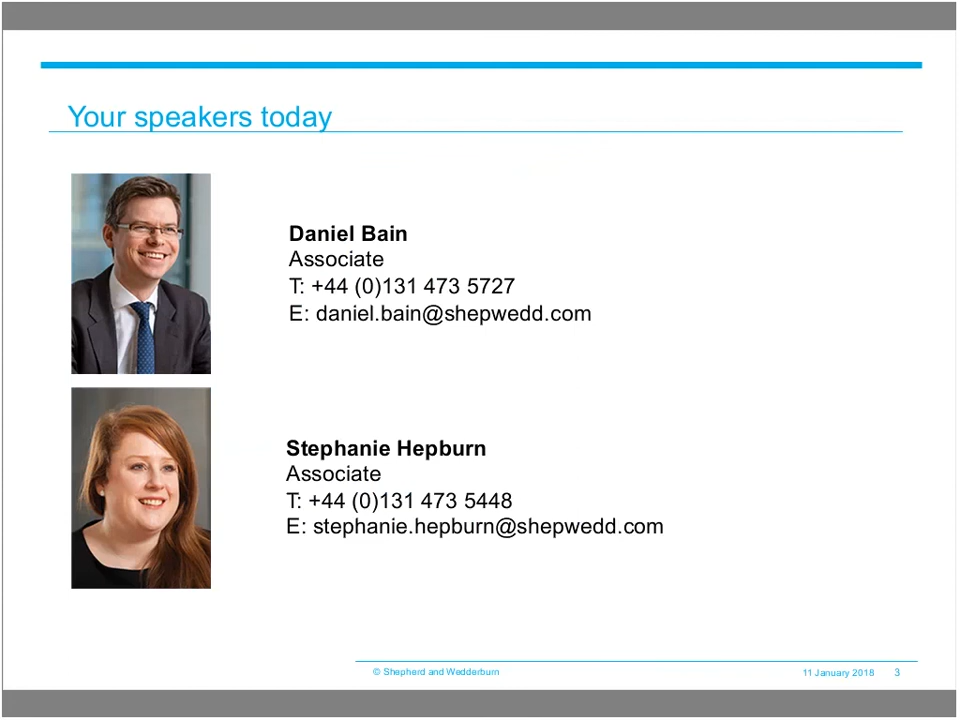 Your speakers today
Daniel Bain
Associate
T: +44 (0)131 473 5727
E: daniel.bain@shepwedd.com
Stephanie Hepburn
Associate
T: +44 (0)131 473 5448
E: stephanie.hepburn@shepwedd.com
© Shepherd and Wedderburn
11 January 2018 3